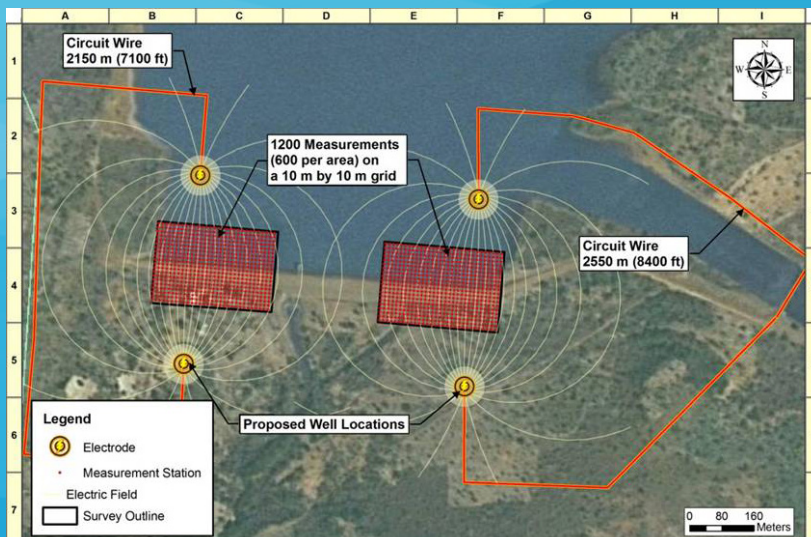 A B C D E F G H I
1
2
3
4
5
6
7
Circuit Wire
2150 m (7100 ft)
N
W E
S
1200 Measurements
(600 per area) on
a 10 m by 10 m grid
Circuit Wire
2550 m (8400 ft)
Proposed Well Locations
Legend
Electrode
Measurement Station
Electric Field
Survey Outline
0 80 160
Meters